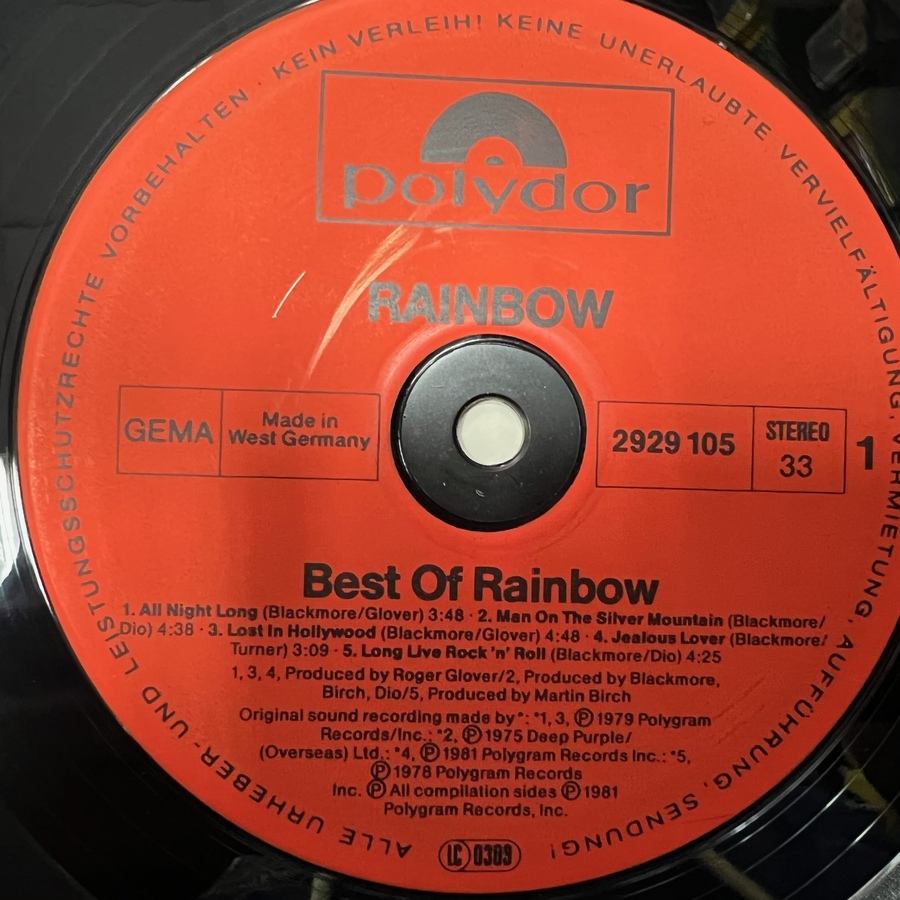 ALLE URHEBER- UND LEISTUNGSSCHUTZRECHTE VORBEHALTEN · KEIN VERLEIH! KEINE UNERLAUBTE VERVIELFÄLTIGUNG, VERMIETUNG, AUFFÜHRUNG, SENDUNG!
polydor
RAINBOW
GEMA
Made in
West Germany
2929 105
STEREO
33
1
Best Of Rainbow
1. All Night Long (Blackmore/Glover) 3:48 · 2. Man On The Silver Mountain (Blackmore/
Dio) 4:38 · 3. Lost In Hollywood (Blackmore/Glover) 4:48 · 4. Jealous Lover (Blackmore/
Turner) 3:09 · 5. Long Live Rock 'n' Roll (Blackmore/Dio) 4:25
1, 3, 4, Produced by Roger Glover/2, Produced by Blackmore,
Birch, Dio/5, Produced by Martin Birch
Original sound recording made by*: *1, 3, Ⓟ 1979 Polygram
Records/Inc.: *2, Ⓟ 1975 Deep Purple/
(Overseas) Ltd.: *4, Ⓟ 1981 Polygram Records Inc.: *5,
Ⓟ 1978 Polygram Records
Inc. Ⓟ All compilation sides Ⓟ 1981
Polygram Records, Inc.
LC 0309